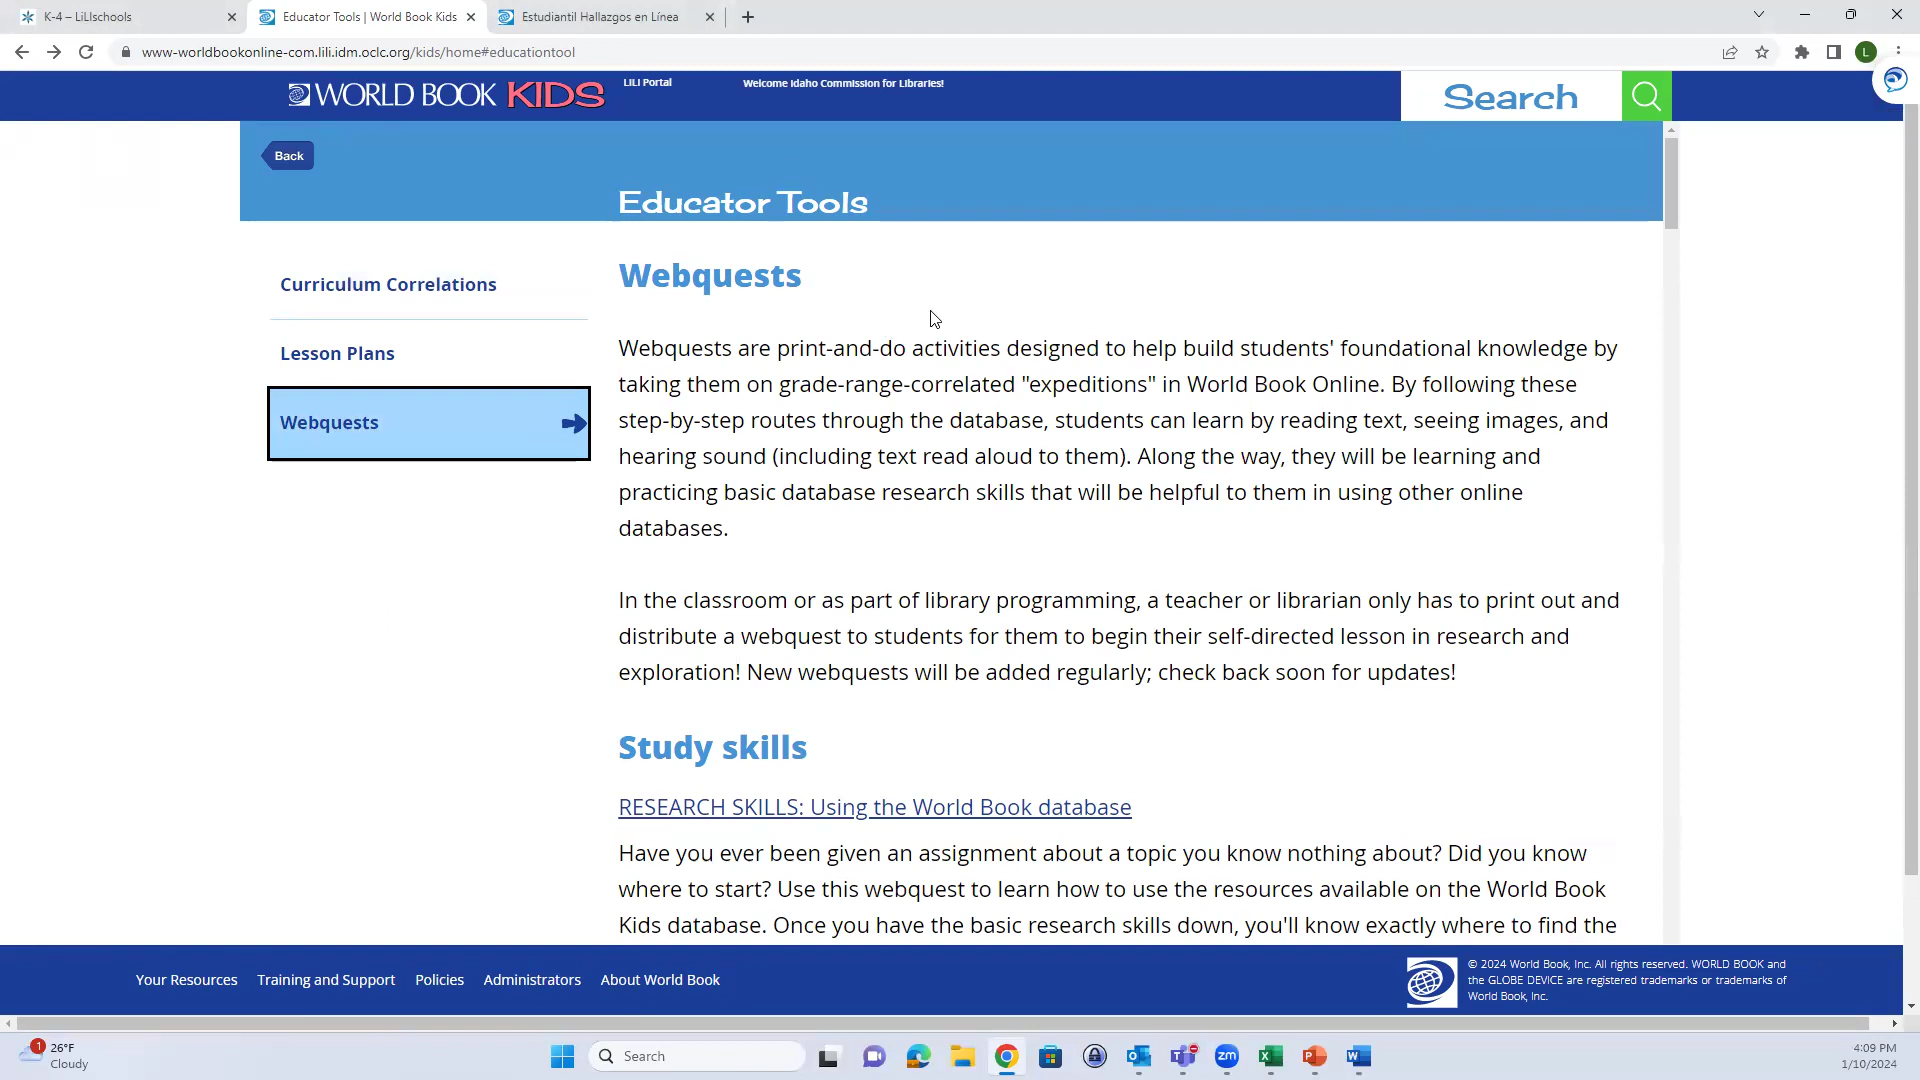 K-4 – LiLIschools
Educator Tools | World Book Kids
Estudiantil Hallazgos en Línea
www-worldbookonline-com.lili.idm.oclc.org/kids/home#educationtool
L
WORLD BOOK KIDS
LiLI Portal
Welcome Idaho Commission for Libraries!
Search
Back
Educator Tools
Curriculum Correlations
Lesson Plans
Webquests
Webquests
Webquests are print-and-do activities designed to help build students' foundational knowledge by
taking them on grade-range-correlated "expeditions" in World Book Online. By following these
step-by-step routes through the database, students can learn by reading text, seeing images, and
hearing sound (including text read aloud to them). Along the way, they will be learning and
practicing basic database research skills that will be helpful to them in using other online
databases.
In the classroom or as part of library programming, a teacher or librarian only has to print out and
distribute a webquest to students for them to begin their self-directed lesson in research and
exploration! New webquests will be added regularly; check back soon for updates!
Study skills
RESEARCH SKILLS: Using the World Book database
Have you ever been given an assignment about a topic you know nothing about? Did you know
where to start? Use this webquest to learn how to use the resources available on the World Book
Kids database. Once you have the basic research skills down, you'll know exactly where to find the
Your Resources
Training and Support
Policies
Administrators
About World Book
© 2024 World Book, Inc. All rights reserved. WORLD BOOK and
the GLOBE DEVICE are registered trademarks or trademarks of
World Book, Inc.
1
26°F
Cloudy
Search
zm
4:09 PM
1/10/2024